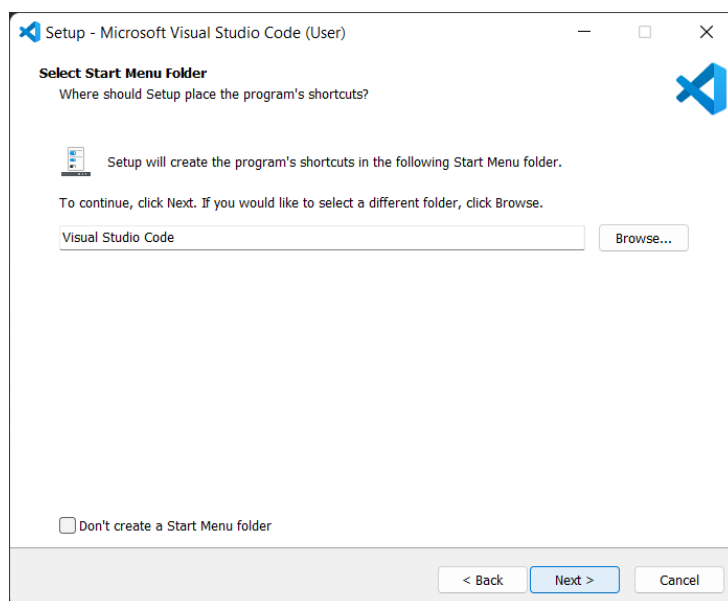 Setup - Microsoft Visual Studio Code (User)
Select Start Menu Folder
Where should Setup place the program's shortcuts?
Setup will create the program's shortcuts in the following Start Menu folder.
To continue, click Next. If you would like to select a different folder, click Browse.
Visual Studio Code
Browse...
Don't create a Start Menu folder
< Back
Next >
Cancel